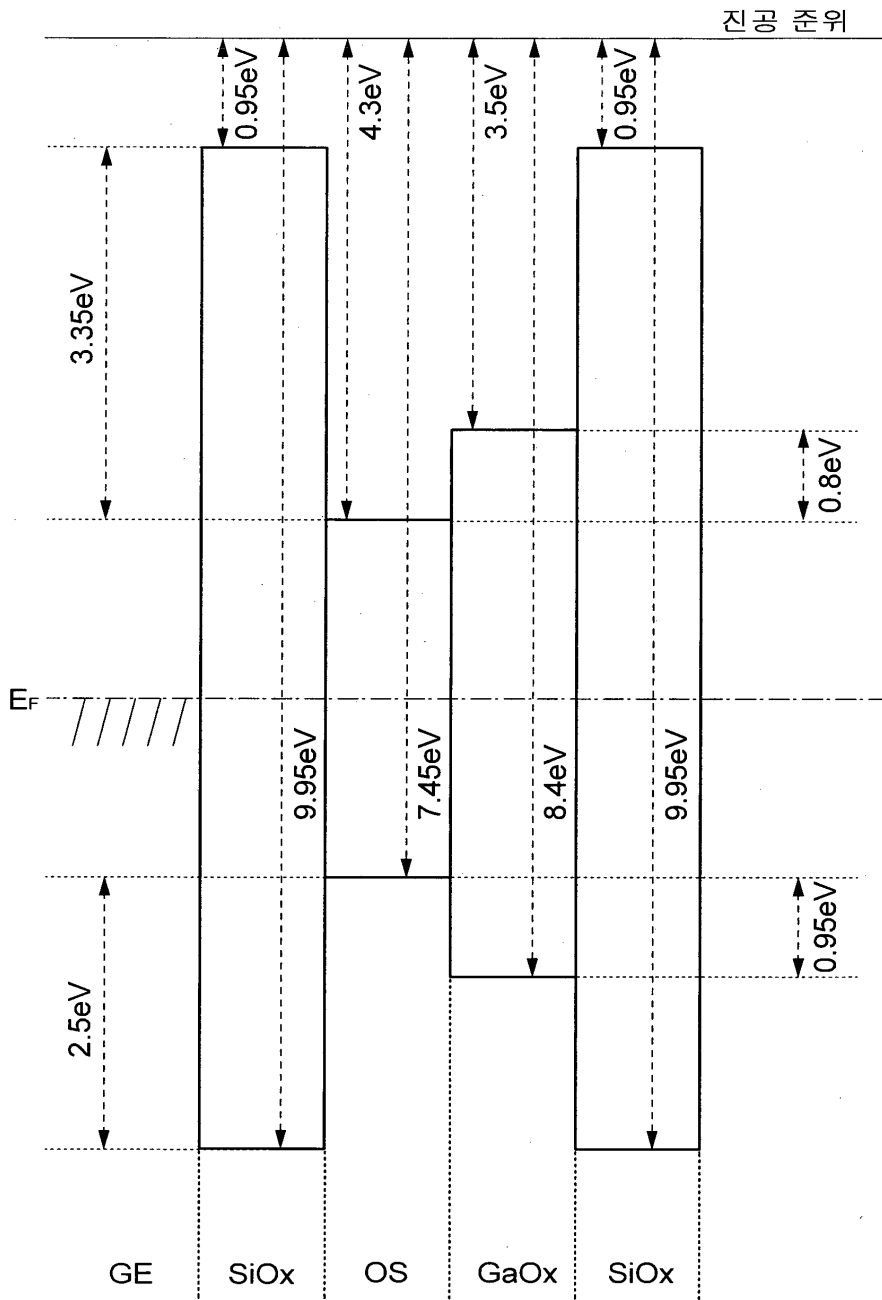 진공 준위
0.95eV
4.3eV
3.5eV
0.95eV
3.35eV
0.8eV
EF
9.95eV
7.45eV
8.4eV
9.95eV
2.5eV
0.95eV
GE
SiOx
OS
GaOx
SiOx